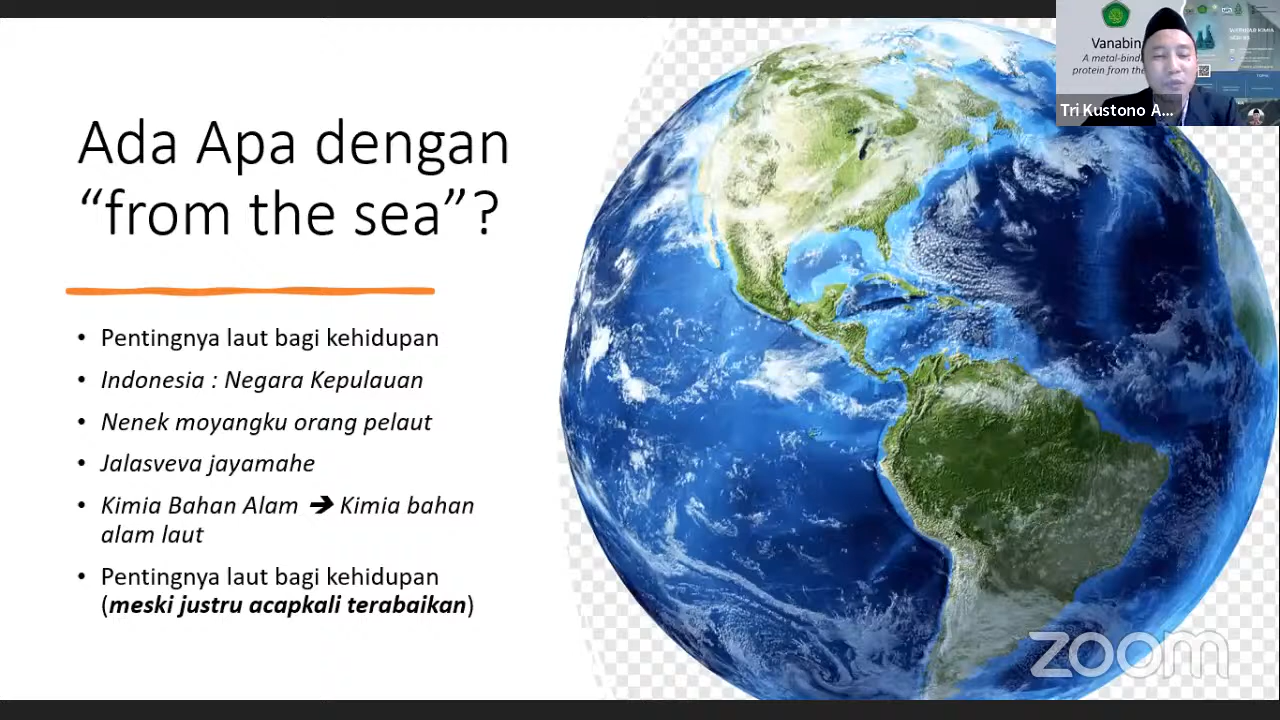 Ada Apa dengan
“from the sea”?
• Pentingnya laut bagi kehidupan
• Indonesia : Negara Kepulauan
• Nenek moyangku orang pelaut
• Jalasveva jayamahe
• Kimia Bahan Alam ➔ Kimia bahan
alam laut
• Pentingnya laut bagi kehidupan
(meski justru acapkali terabaikan)
Vanabin
A metal-bind
protein from the
Tri Kustono A...
zoom